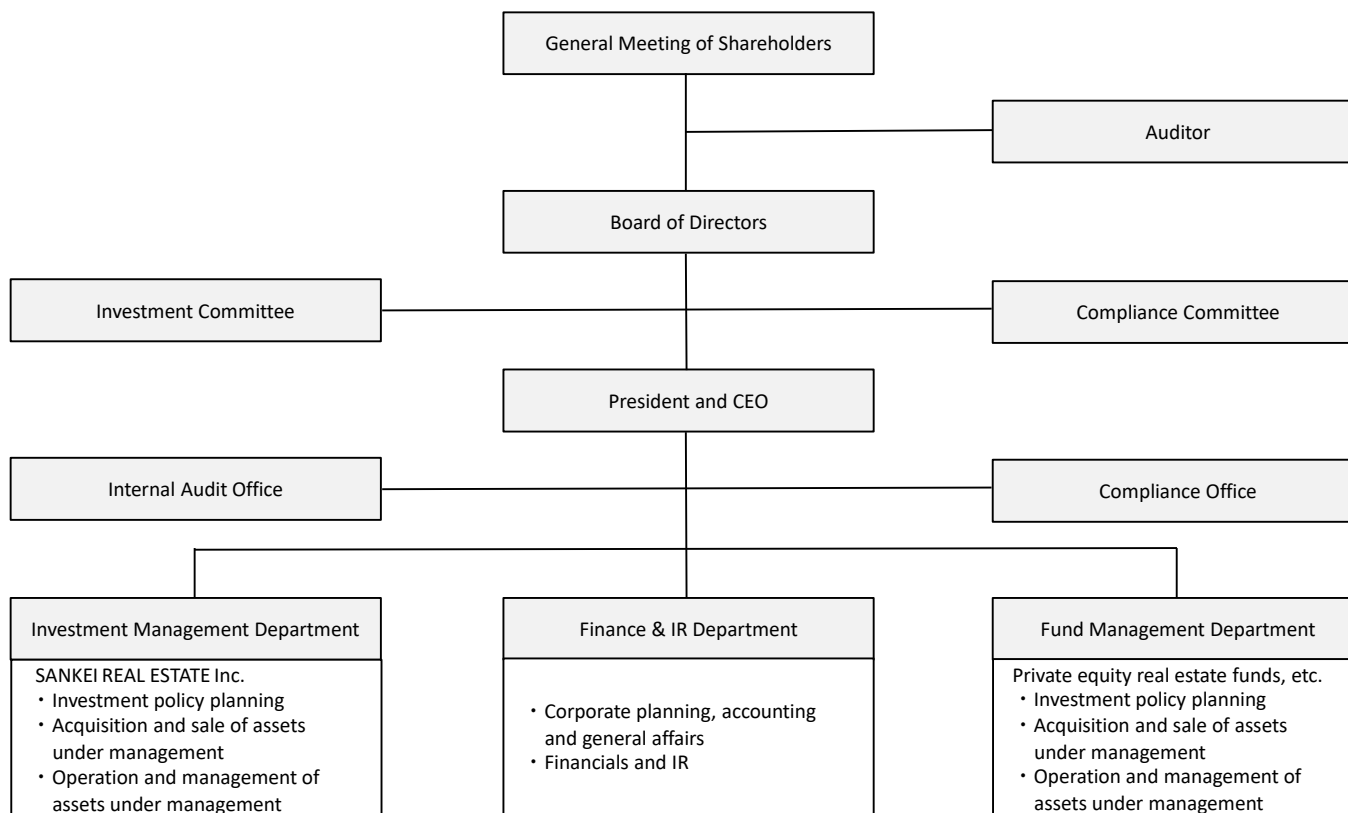 General Meeting of Shareholders
Auditor
Board of Directors
Investment Committee
Compliance Committee
President and CEO
Internal Audit Office
Compliance Office
Investment Management Department
SANKEI REAL ESTATE Inc.
・Investment policy planning
・Acquisition and sale of assets
under management
・Operation and management of
assets under management
Finance & IR Department
・Corporate planning, accounting
and general affairs
・Financials and IR
Fund Management Department
Private equity real estate funds, etc.
・Investment policy planning
・Acquisition and sale of assets
under management
・Operation and management of
assets under management